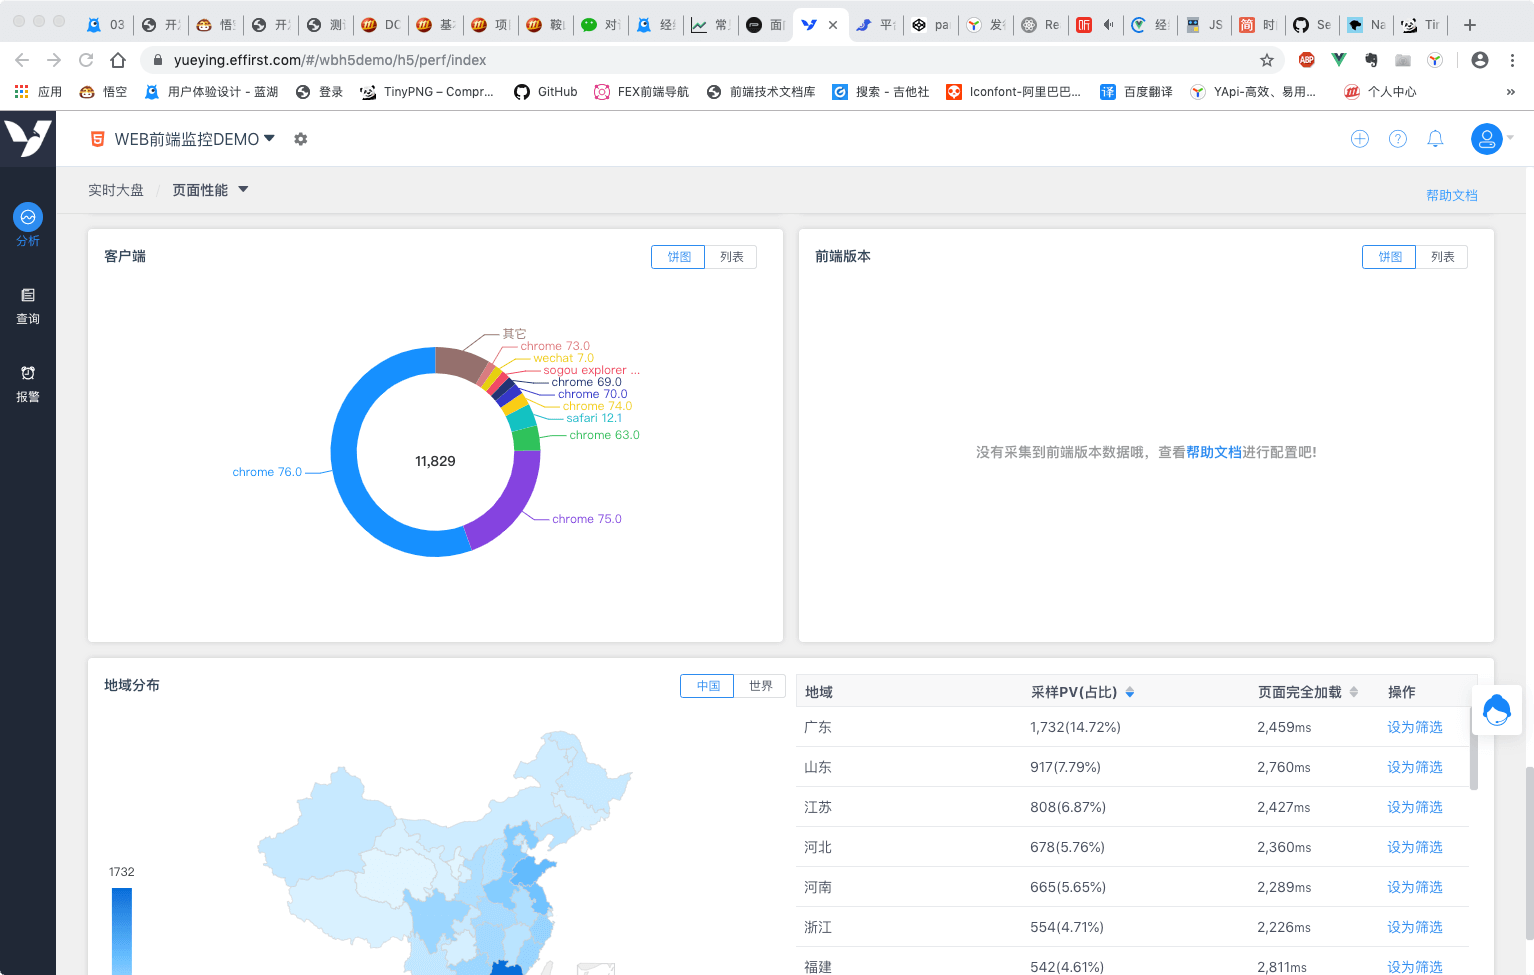 03
开
悟
开
测
DC
基
项
鞍
对
经
常
面
平
pa
发
Re
听
经
JS
简 时
Se
Na
Tir
yueying.effirst.com/#/wbh5demo/h5/perf/index
ABP
应用
悟空
用户体验设计 - 蓝湖
登录
TinyPNG – Compr...
GitHub
FEX前端导航
前端技术文档库
搜索 - 吉他社
Iconfont-阿里巴巴...
译 百度翻译
YApi-高效、易用...
个人中心
»
WEB前端监控DEMO
实时大盘 / 页面性能
帮助文档
分析
查询
报警
客户端
饼图 列表
其它
chrome 73.0
wechat 7.0
sogou explorer ...
chrome 69.0
chrome 70.0
chrome 74.0
safari 12.1
chrome 63.0
11,829
chrome 76.0
chrome 75.0
前端版本
饼图 列表
没有采集到前端版本数据哦，查看帮助文档进行配置吧!
地域分布
中国 世界
1732
地域 采样PV(占比) 页面完全加载 操作
广东 1,732(14.72%) 2,459ms 设为筛选
山东 917(7.79%) 2,760ms 设为筛选
江苏 808(6.87%) 2,427ms 设为筛选
河北 678(5.76%) 2,360ms 设为筛选
河南 665(5.65%) 2,289ms 设为筛选
浙江 554(4.71%) 2,226ms 设为筛选
福建 542(4.61%) 2,811ms 设为筛选